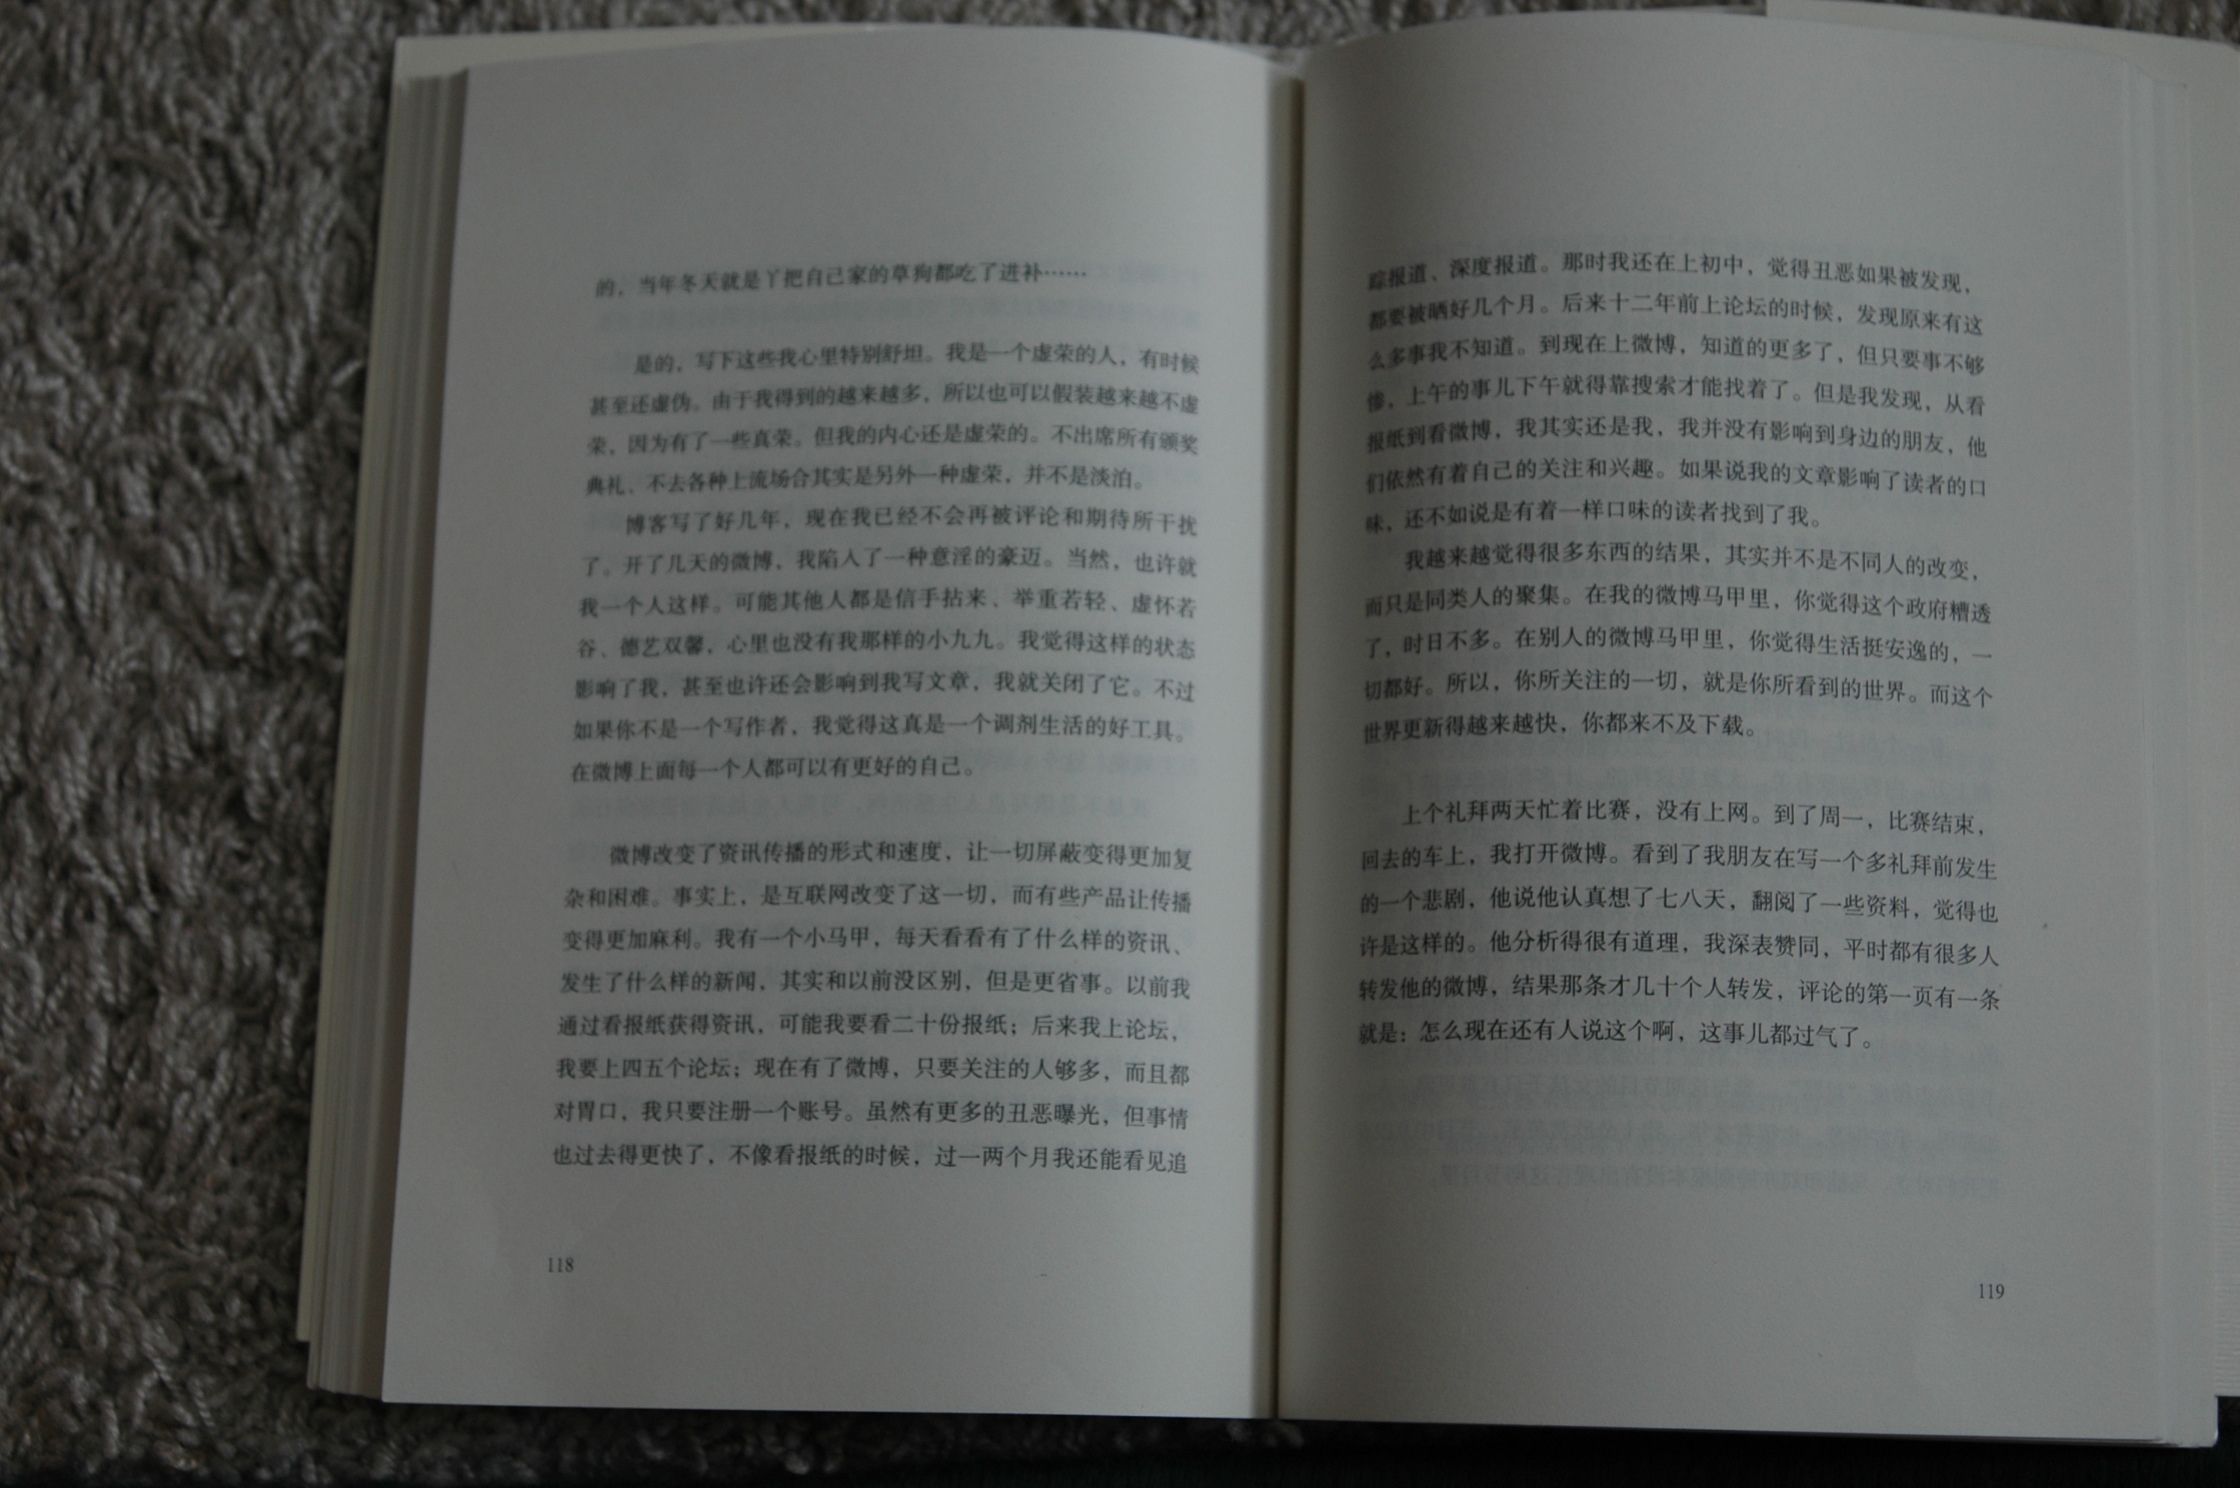 的，当年冬天就是丫把自己家的草狗都吃了进补……
是的，写下这些我心里特别舒坦。我是一个虚荣的人，有时候
甚至还虚伪。由于我得到的越来越多，所以也可以假装越来越不虚
荣，因为有了一些真荣。但我的内心还是虚荣的。不出席所有颁奖
典礼、不去各种上流场合其实是另外一种虚荣，并不是淡泊。
博客写了好几年，现在我已经不会再被评论和期待所干扰
了。开了几天的微博，我陷入了一种意淫的豪迈。当然，也许就
我一个人这样。可能其他人都是信手拈来、举重若轻、虚怀若
谷、德艺双馨，心里也没有我那样的小九九。我觉得这样的状态
影响了我，甚至也许还会影响到我写文章，我就关闭了它。不过
如果你不是一个写作者，我觉得这真是一个调剂生活的好工具。
在微博上面每一个人都可以有更好的自己。
微博改变了资讯传播的形式和速度，让一切屏蔽变得更加复
杂和困难。事实上，是互联网改变了这一切，而有些产品让传播
变得更加麻利。我有一个小马甲，每天看看有了什么样的资讯、
发生了什么样的新闻，其实和以前没区别，但是更省事。以前我
通过看报纸获得资讯，可能我要看二十份报纸；后来我上论坛，
我要上四五个论坛；现在有了微博，只要关注的人够多，而且都
对胃口，我只要注册一个账号。虽然有更多的丑恶曝光，但事情
也过去得更快了，不像看报纸的时候，过一两个月我还能看见追
118
踪报道、深度报道。那时我还在上初中，觉得丑恶如果被发现，
都要被晒好几个月。后来十二年前上论坛的时候，发现原来有这
么多事我不知道。到现在上微博，知道的更多了，但只要事不够
惨，上午的事儿下午就得靠搜索才能找着了。但是我发现，从看
报纸到看微博，我其实还是我，我并没有影响到身边的朋友，他
们依然有着自己的关注和兴趣。如果说我的文章影响了读者的口
味，还不如说是有着一样口味的读者找到了我。
我越来越觉得很多东西的结果，其实并不是不同人的改变，
而只是同类人的聚集。在我的微博马甲里，你觉得这个政府糟透
了，时日不多。在别人的微博马甲里，你觉得生活挺安逸的，一
切都好。所以，你所关注的一切，就是你所看到的世界。而这个
世界更新得越来越快，你都来不及下载。
上个礼拜两天忙着比赛，没有上网。到了周一，比赛结束，
回去的车上，我打开微博。看到了我朋友在写一个多礼拜前发生
的一个悲剧，他说他认真想了七八天，翻阅了一些资料，觉得也
许是这样的。他分析得很有道理，我深表赞同，平时都有很多人
转发他的微博，结果那条才几十个人转发，评论的第一页有一条
就是：怎么现在还有人说这个啊，这事儿都过气了。
119